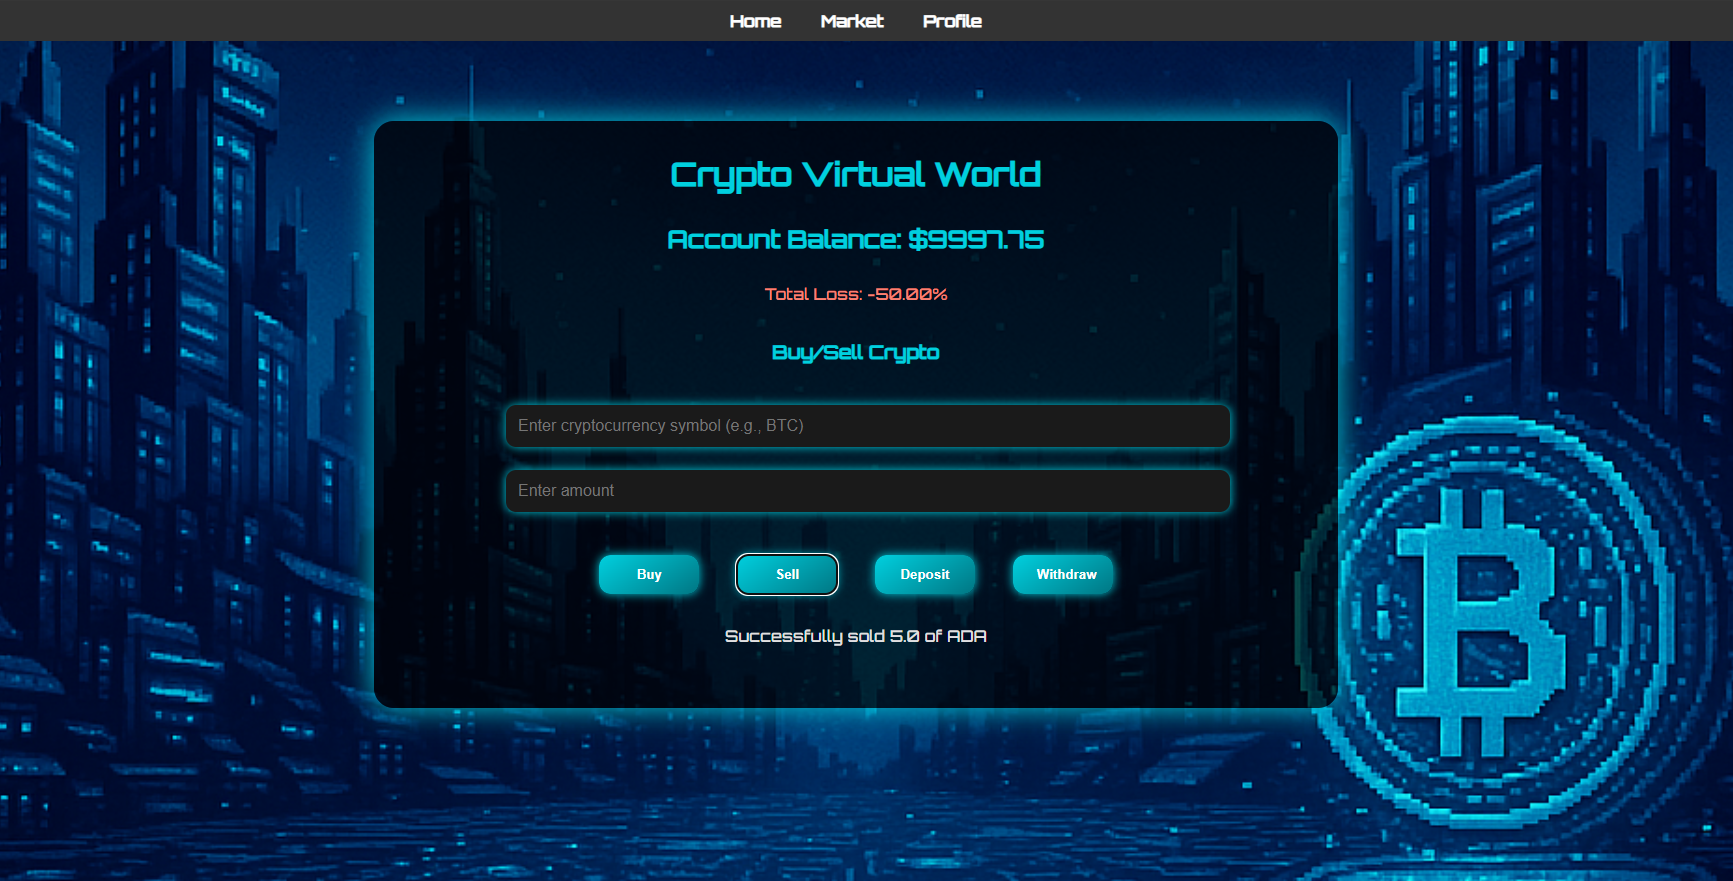 Home Market Profile
Crypto Virtual World
Account Balance: $9997.75
Total Loss: -50.00%
Buy/Sell Crypto
Enter cryptocurrency symbol (e.g., BTC)
Enter amount
Buy Sell Deposit Withdraw
Successfully sold 5.0 of ADA